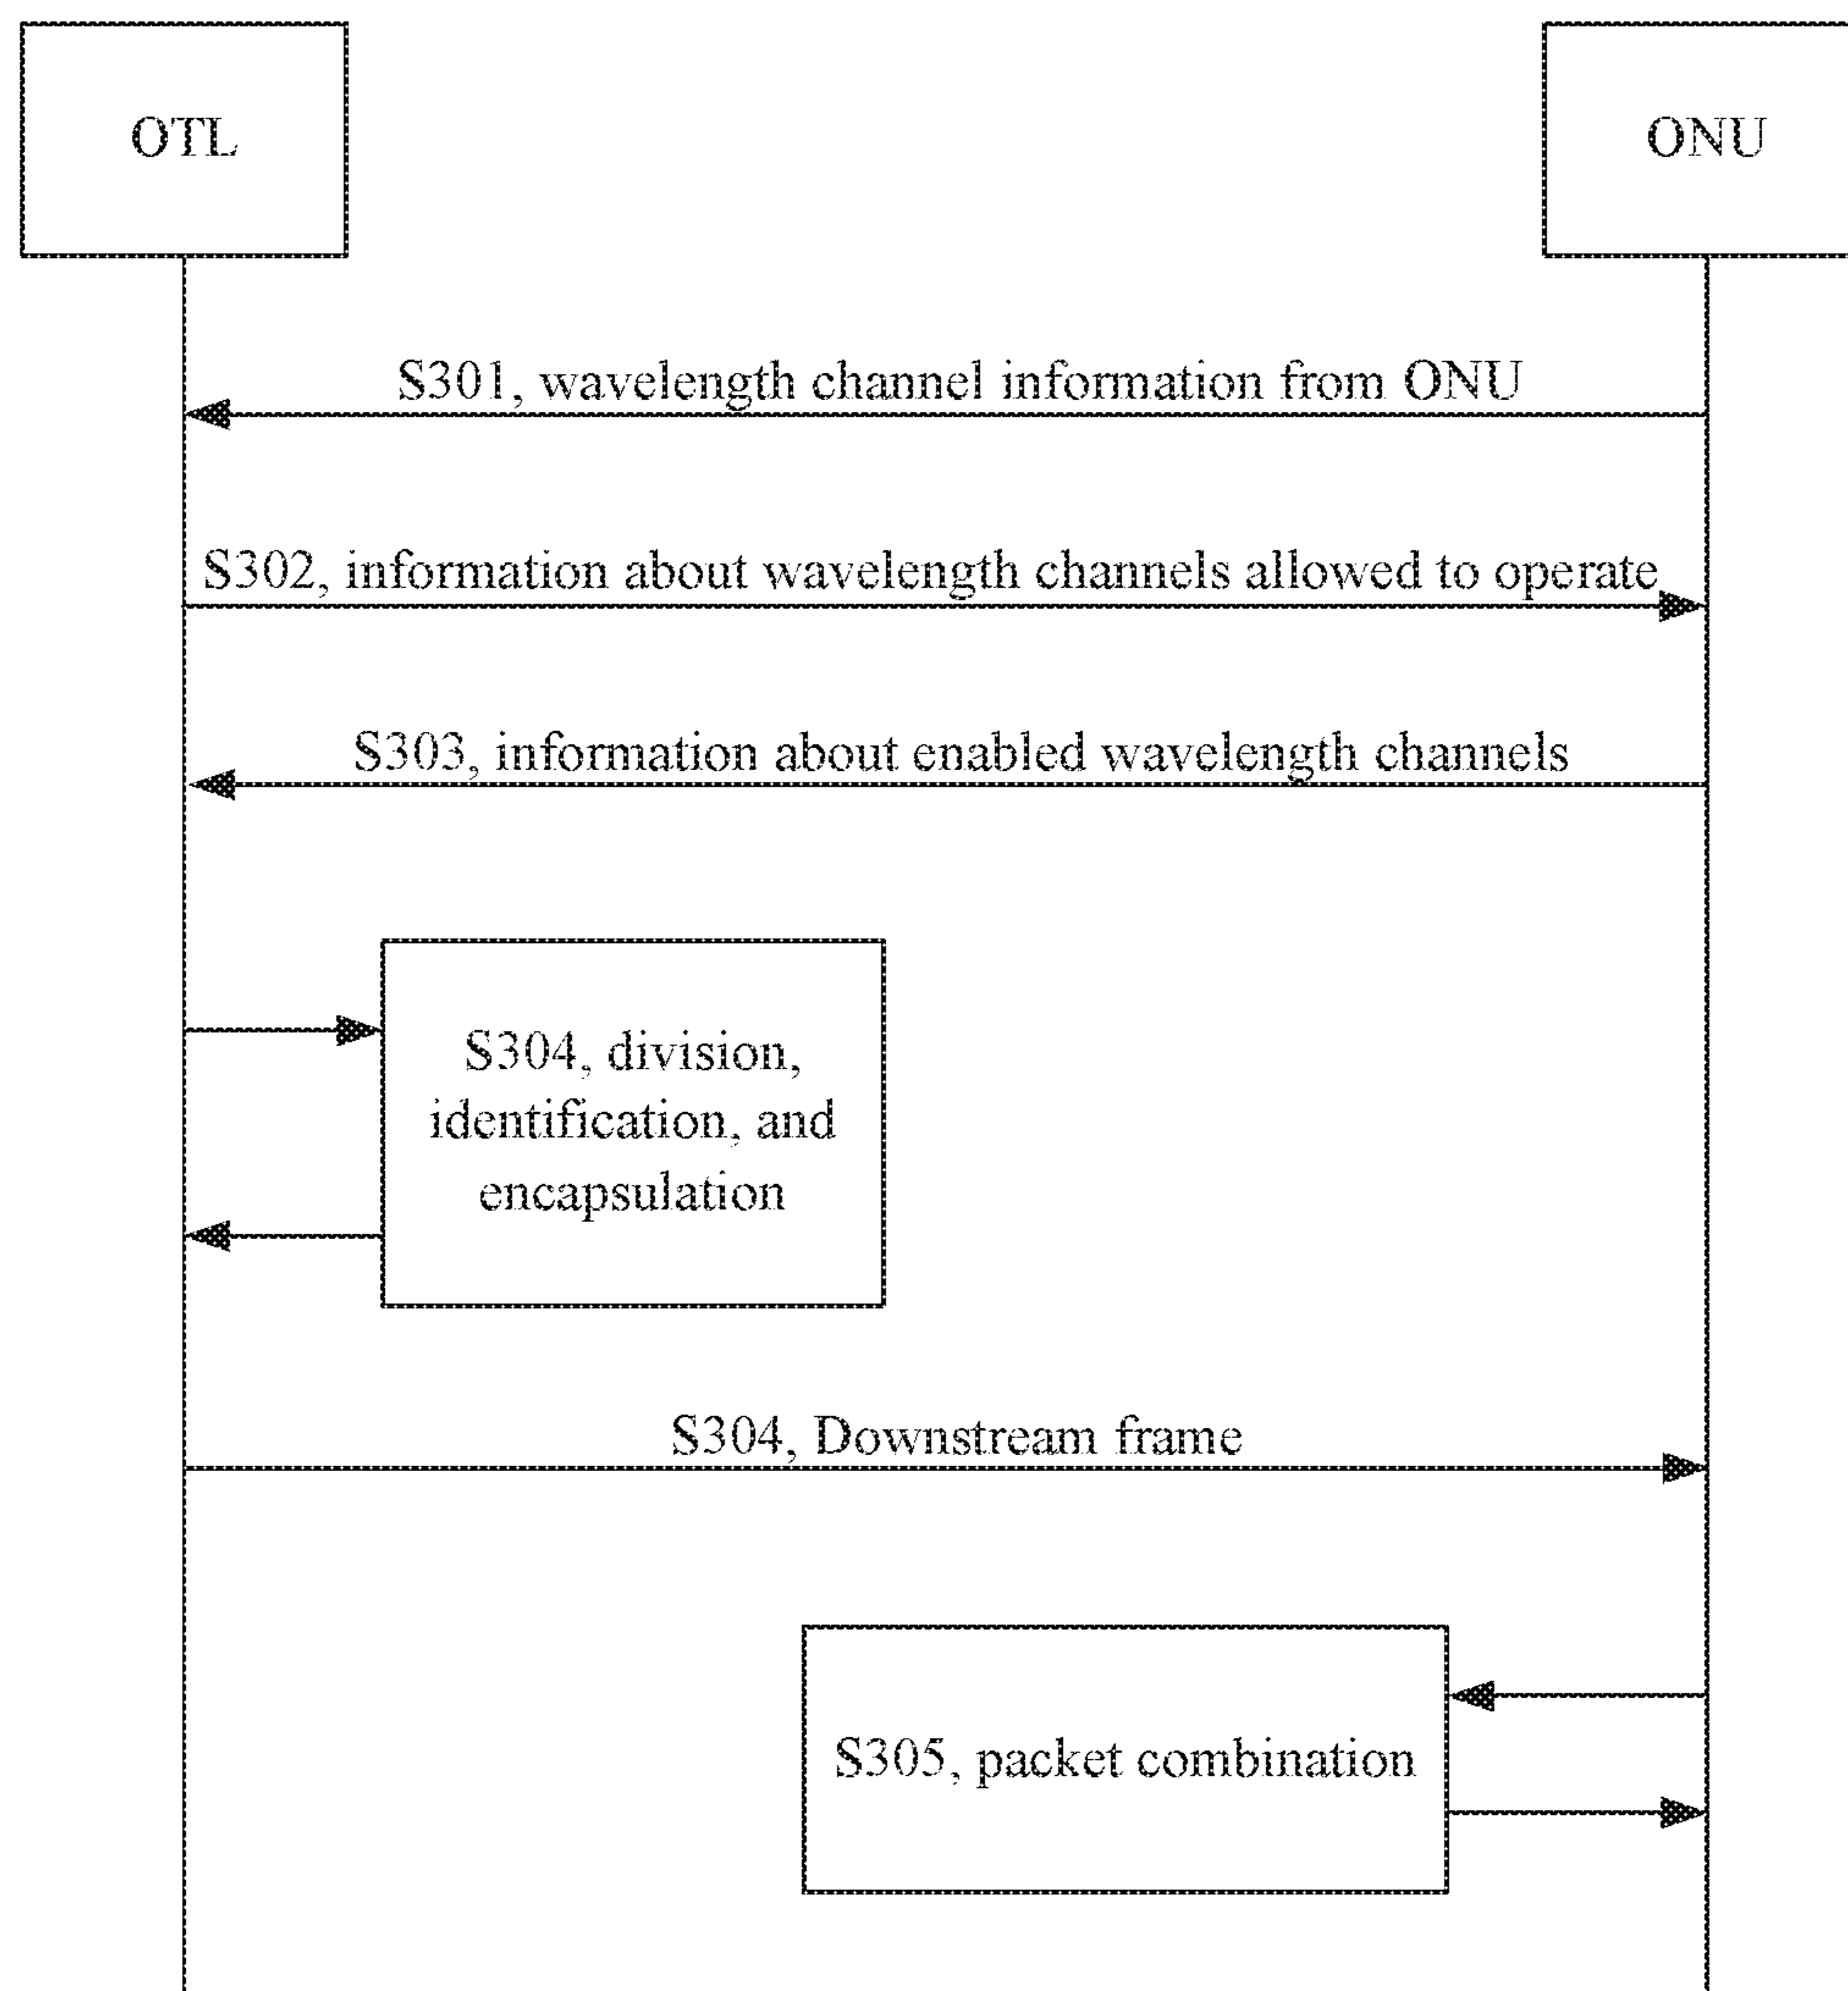 OTL
ONU
S301, wavelength channel information from ONU
S302, information about wavelength channels allowed to operate
S303, information about enabled wavelength channels
S304, division,
identification, and
encapsulation
S304, Downstream frame
S305, packet combination